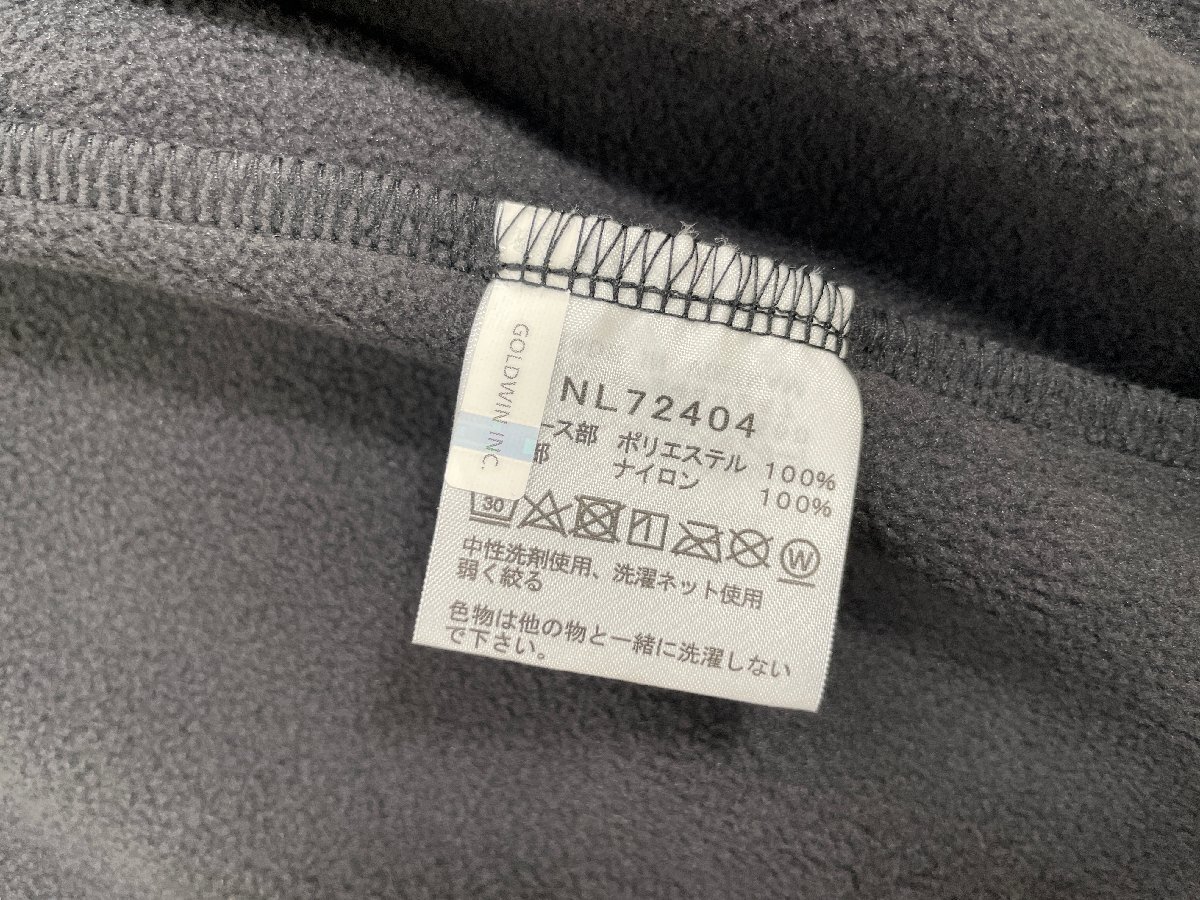 GOLDWIN INC.
NL72404
ース部 ポリエステル 100%
部 ナイロン 100%
30 W
中性洗剤使用、洗濯ネット使用
弱く絞る
色物は他の物と一緒に洗濯しない
で下さい。